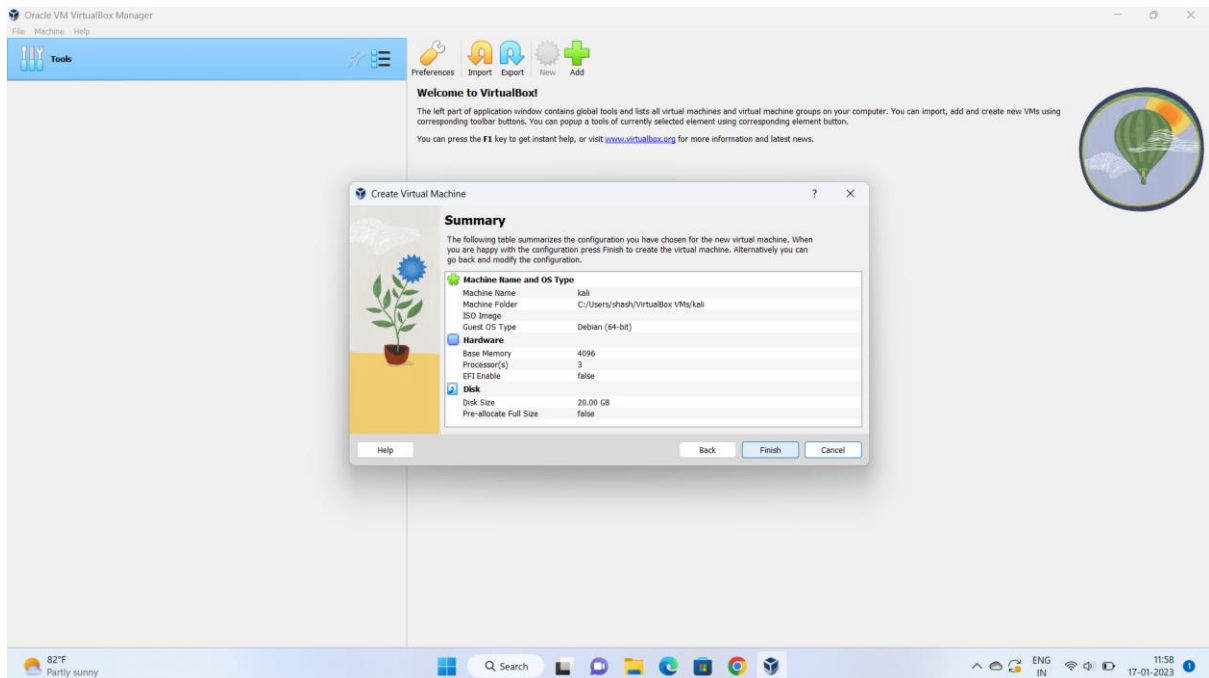 Oracle VM VirtualBox Manager
File Machine Help
Tools
Preferences Import Export New Add
Welcome to VirtualBox!
The left part of application window contains global tools and lists all virtual machines and virtual machine groups on your computer. You can import, add and create new VMs using
corresponding toolbar buttons. You can popup a tools of currently selected element using corresponding element button.
You can press the F1 key to get instant help, or visit www.virtualbox.org for more information and latest news.
Create Virtual Machine ?
Summary
The following table summarizes the configuration you have chosen for the new virtual machine. When
you are happy with the configuration press Finish to create the virtual machine. Alternatively you can
go back and modify the configuration.
Machine Name and OS Type
Machine Name kali
Machine Folder C:/Users/shash/VirtualBox VMs/kali
ISO Image
Guest OS Type Debian (64-bit)
Hardware
Base Memory 4096
Processor(s) 3
EFI Enable false
Disk
Disk Size 20.00 GB
Pre-allocate Full Size false
Help Back Finish Cancel
82°F
Partly sunny
Search
ENG
IN
11:58
17-01-2023
1